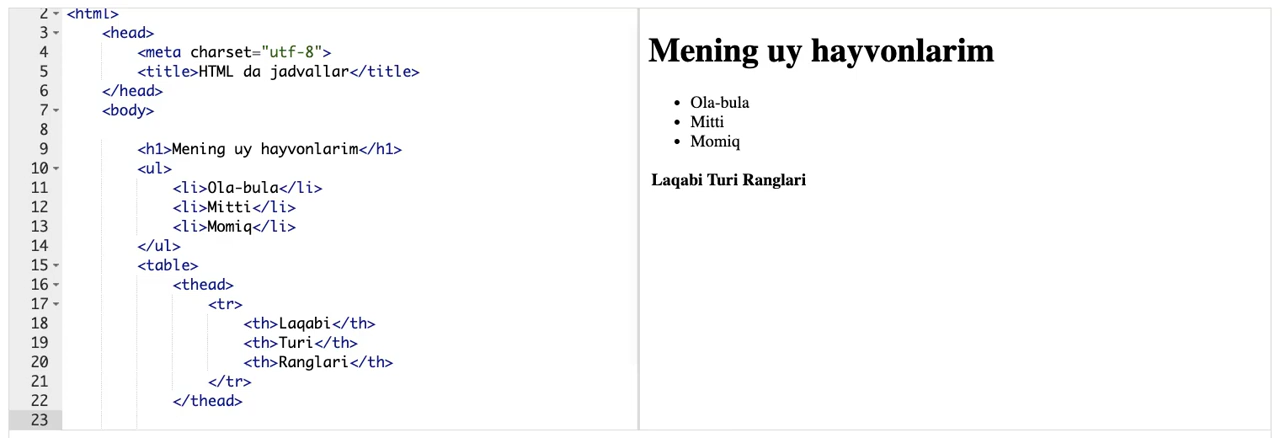 2 <html>
3 <head>
4 <meta charset="utf-8">
5 <title>HTML da jadvallar</title>
6 </head>
7 <body>
8
9 <h1>Mening uy hayvonlarim</h1>
10 <ul>
11 <li>Ola-bula</li>
12 <li>Mitti</li>
13 <li>Momiq</li>
14 </ul>
15 <table>
16 <thead>
17 <tr>
18 <th>Laqabi</th>
19 <th>Turi</th>
20 <th>Ranglari</th>
21 </tr>
22 </thead>
23
Mening uy hayvonlarim
• Ola-bula
• Mitti
• Momiq
Laqabi Turi Ranglari